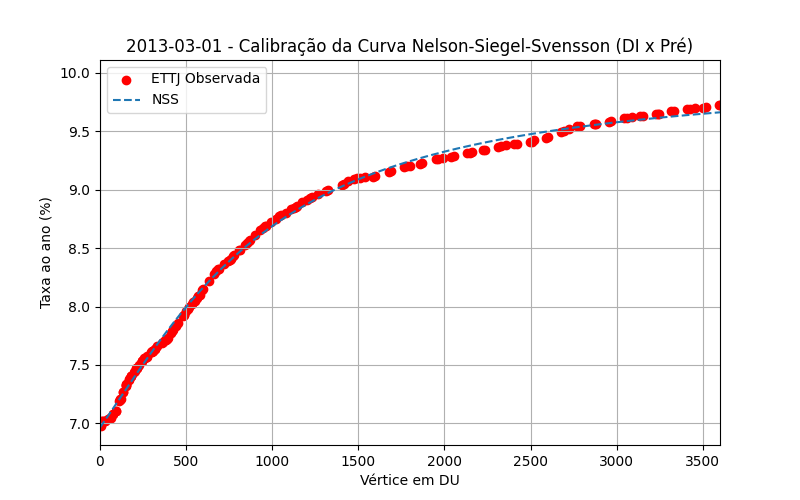 2013-03-01 - Calibração da Curva Nelson-Siegel-Svensson (DI x Pré)
ETTJ Observada
NSS
Taxa ao ano (%)
10.0
9.5
9.0
8.5
8.0
7.5
7.0
0 500 1000 1500 2000 2500 3000 3500
Vértice em DU